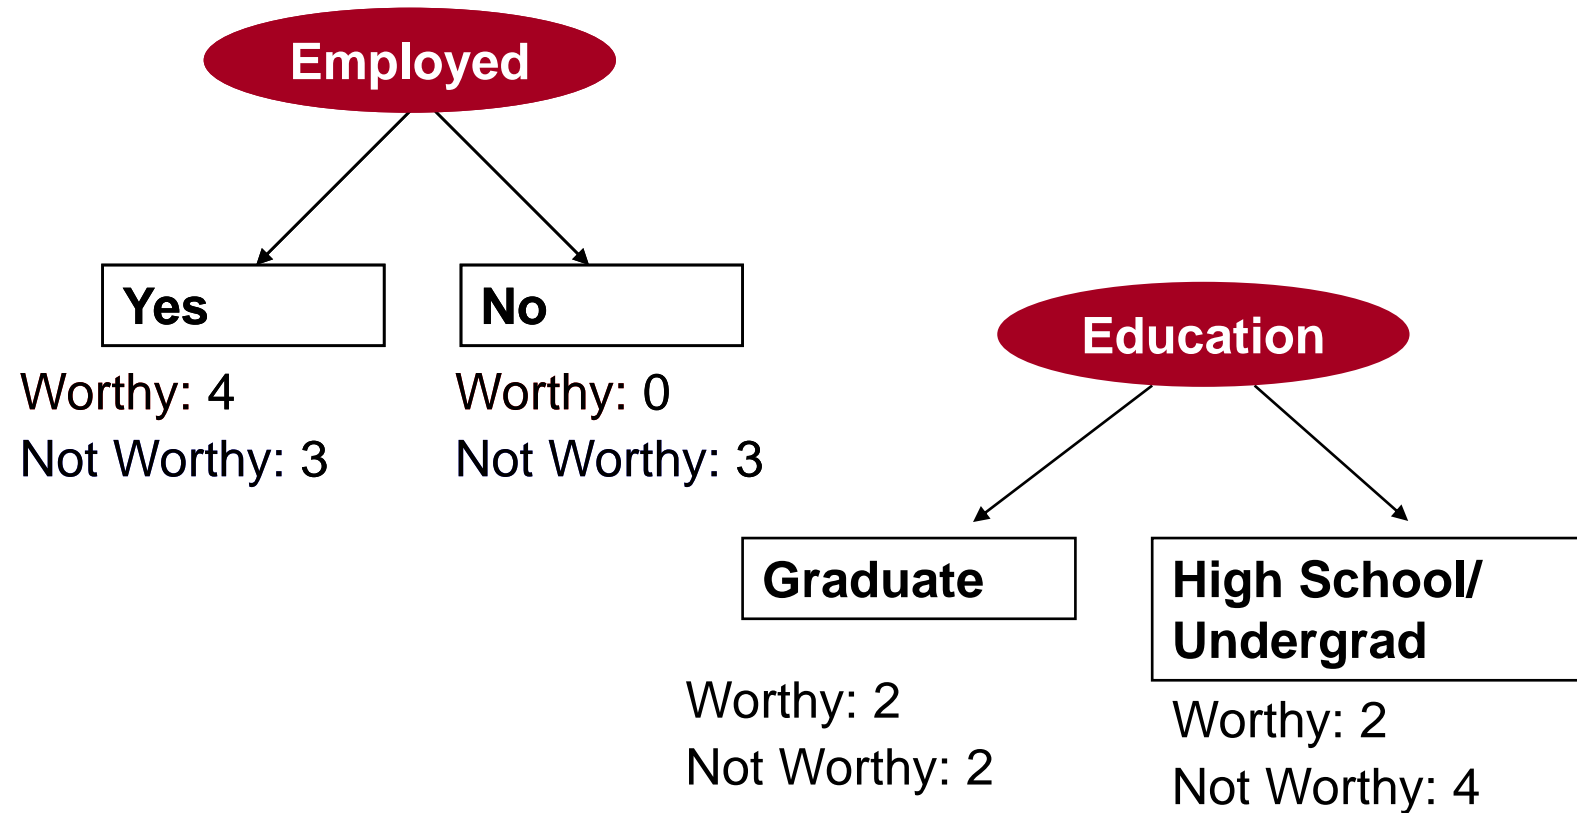 Employed
Yes
No
Worthy: 4
Not Worthy: 3
Worthy: 0
Not Worthy: 3
Education
Graduate
High School/
Undergrad
Worthy: 2
Not Worthy: 2
Worthy: 2
Not Worthy: 4